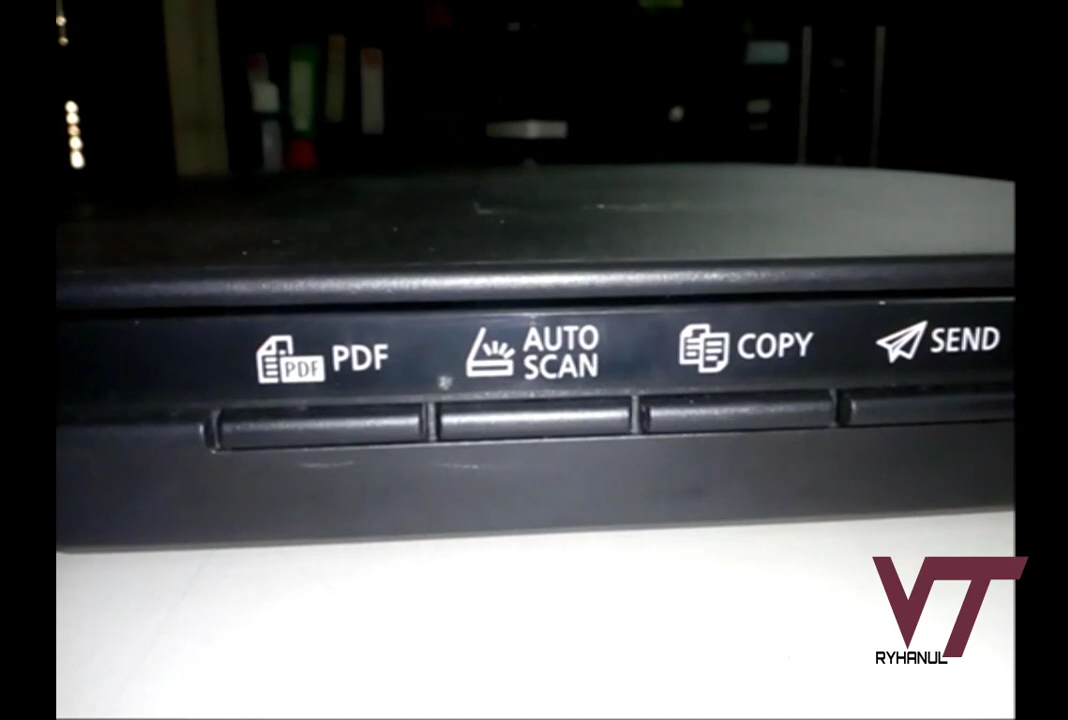 PDF PDF
AUTO
SCAN
COPY
SEND
VT
RYHANUL